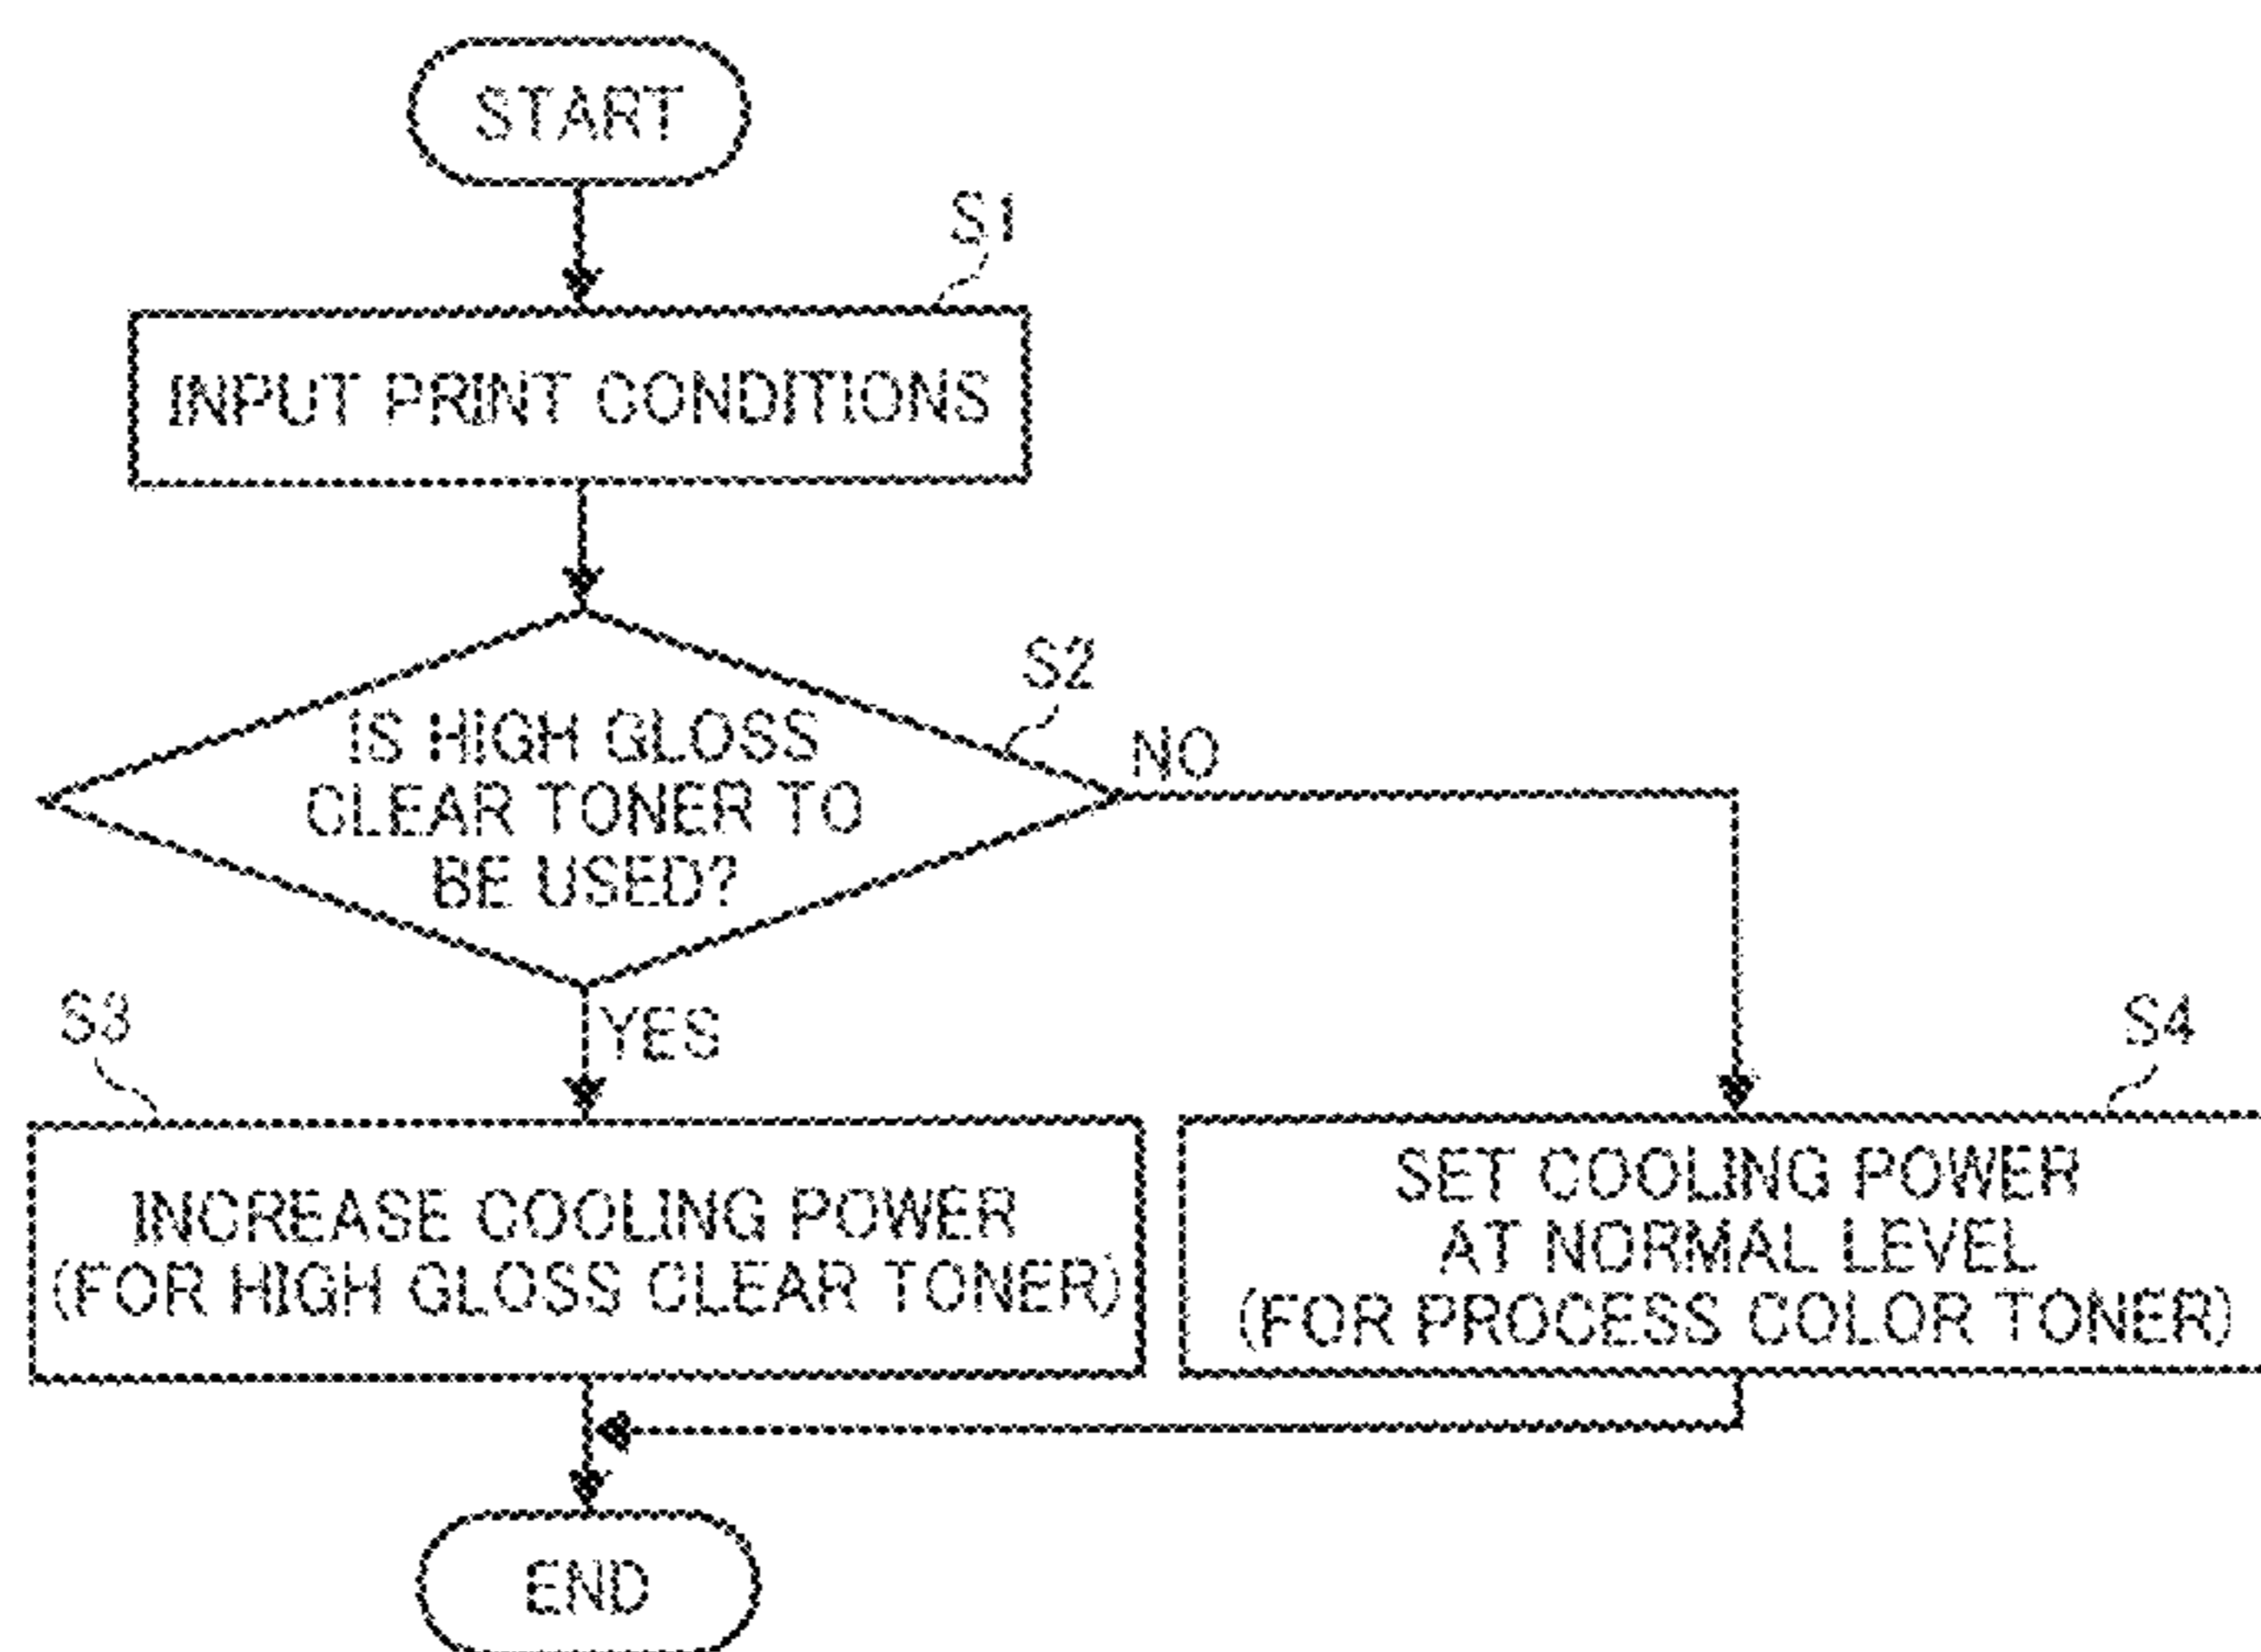 START
S1
INPUT PRINT CONDITIONS
S2
IS HIGH GLOSS
CLEAR TONER TO
BE USED?
NO
YES
S3
INCREASE COOLING POWER
(FOR HIGH GLOSS CLEAR TONER)
S4
SET COOLING POWER
AT NORMAL LEVEL
(FOR PROCESS COLOR TONER)
END